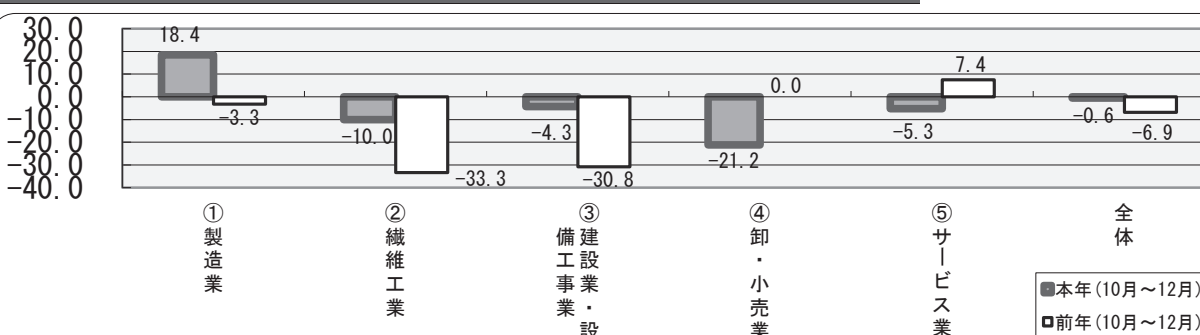 30.0
20.0
10.0
0.0
-10.0
-20.0
-30.0
-40.0
18.4
-3.3
-10.0
-33.3
-4.3
-30.8
-21.2
0.0
-5.3
7.4
-0.6
-6.9
①製造業
②繊維工業
③建設業・設
備工事業
④卸・小売業
⑤サービス業
全体
本年(10月～12月)
前年(10月～12月)